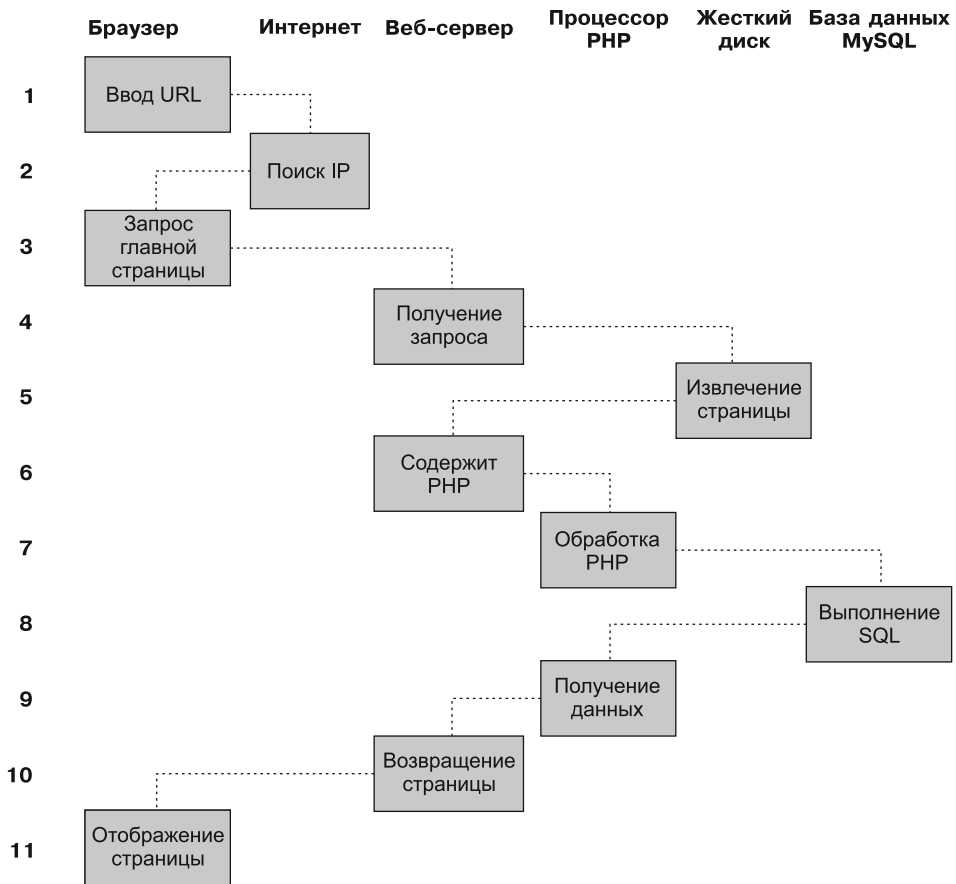 Браузер
Интернет
Веб-сервер
Процессор
PHP
Жесткий
диск
База данных
MySQL
1
Ввод URL
2
Поиск IP
3
Запрос
главной
страницы
4
Получение
запроса
5
Извлечение
страницы
6
Содержит
PHP
7
Обработка
PHP
8
Выполнение
SQL
9
Получение
данных
10
Возвращение
страницы
11
Отображение
страницы